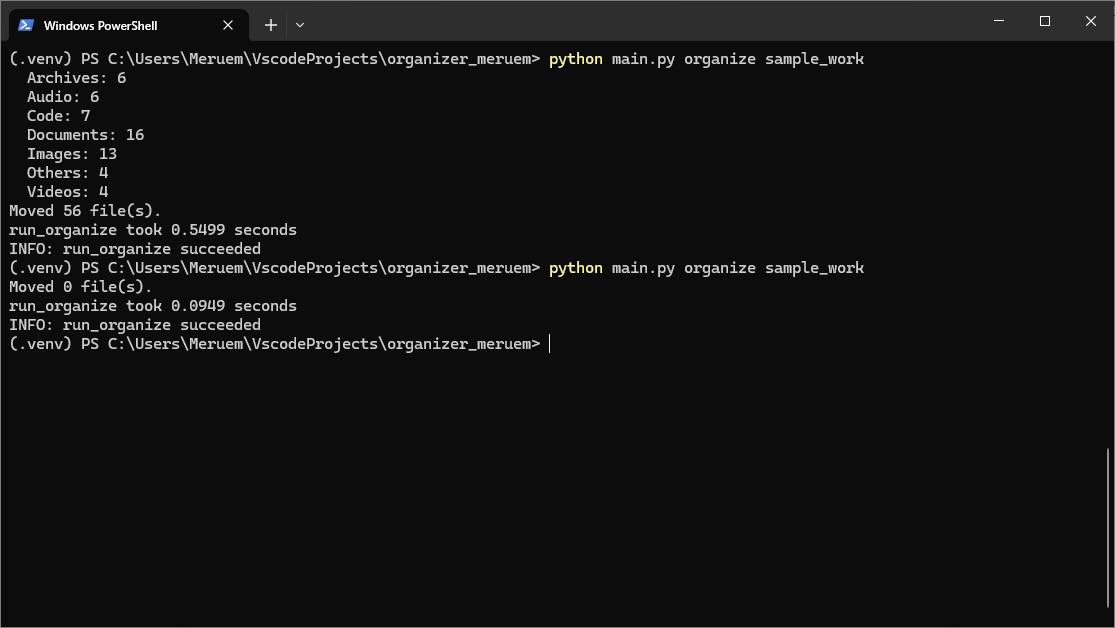 Windows PowerShell
(.venv) PS C:\Users\Meruem\VscodeProjects\organizer_meruem> python main.py organize sample_work
  Archives: 6
  Audio: 6
  Code: 7
  Documents: 16
  Images: 13
  Others: 4
  Videos: 4
Moved 56 file(s).
run_organize took 0.5499 seconds
INFO: run_organize succeeded
(.venv) PS C:\Users\Meruem\VscodeProjects\organizer_meruem> python main.py organize sample_work
Moved 0 file(s).
run_organize took 0.0949 seconds
INFO: run_organize succeeded
(.venv) PS C:\Users\Meruem\VscodeProjects\organizer_meruem>